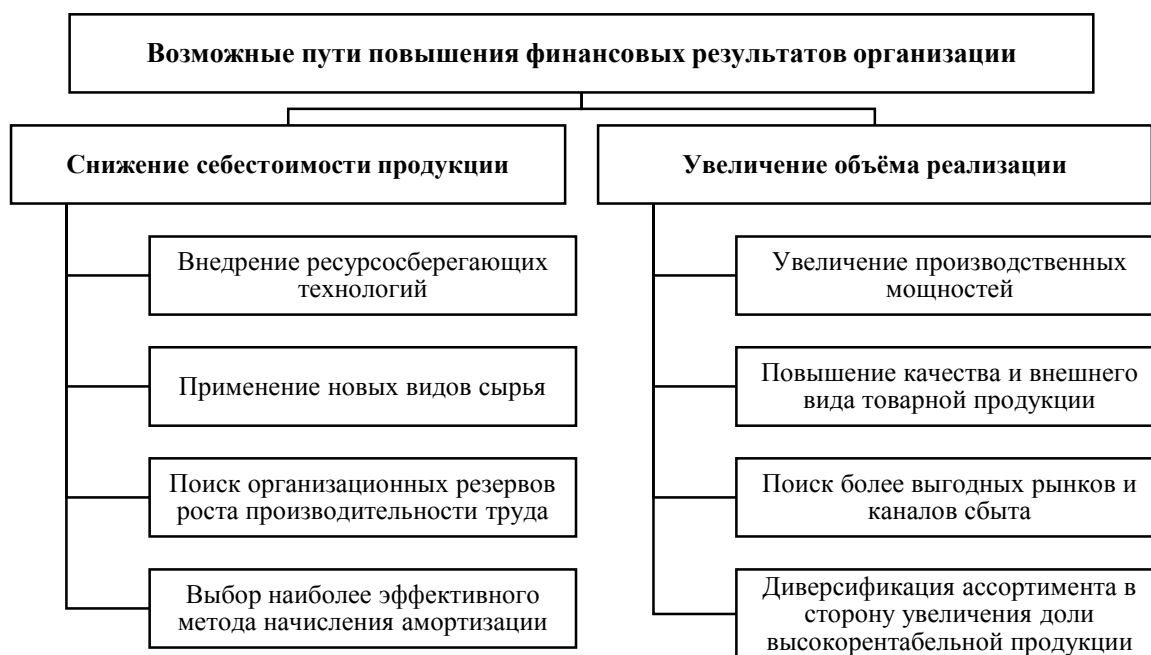 Возможные пути повышения финансовых результатов организации
Снижение себестоимости продукции
Внедрение ресурсосберегающих
технологий
Применение новых видов сырья
Поиск организационных резервов
роста производительности труда
Выбор наиболее эффективного
метода начисления амортизации
Увеличение объёма реализации
Увеличение производственных
мощностей
Повышение качества и внешнего
вида товарной продукции
Поиск более выгодных рынков и
каналов сбыта
Диверсификация ассортимента в
сторону увеличения доли
высокорентабельной продукции